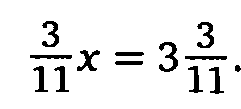 3/11 x = 3 3/11.